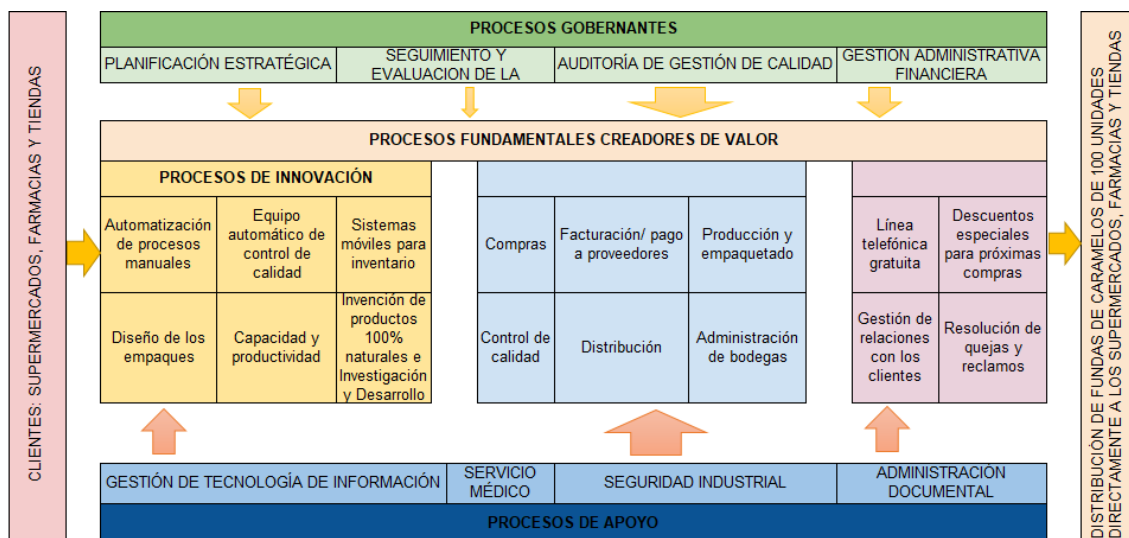 CLIENTES: SUPERMERCADOS, FARMACIAS Y TIENDAS
PROCESOS GOBERNANTES
PLANIFICACIÓN ESTRATÉGICA
SEGUIMIENTO Y
EVALUACION DE LA
AUDITORÍA DE GESTIÓN DE CALIDAD
GESTION ADMINISTRATIVA
FINANCIERA
PROCESOS FUNDAMENTALES CREADORES DE VALOR
PROCESOS DE INNOVACIÓN
Automatización
de procesos
manuales
Equipo
automático de
control de
calidad
Sistemas
móviles para
inventario
Diseño de los
empaques
Capacidad y
productividad
Invención de
productos
100%
naturales e
Investigación
y Desarrollo
Compras
Facturación/ pago
a proveedores
Producción y
empaquetado
Control de
calidad
Distribución
Administración
de bodegas
Línea
telefónica
gratuita
Descuentos
especiales
para próximas
compras
Gestión de
relaciones
con los
clientes
Resolución de
quejas y
reclamos
GESTIÓN DE TECNOLOGÍA DE INFORMACIÓN
SERVICIO
MÉDICO
SEGURIDAD INDUSTRIAL
ADMINISTRACIÓN
DOCUMENTAL
PROCESOS DE APOYO
DISTRIBUCIÓN DE FUNDAS DE CARAMELOS DE 100 UNIDADES
DIRECTAMENTE A LOS SUPERMERCADOS, FARMACIAS Y TIENDAS